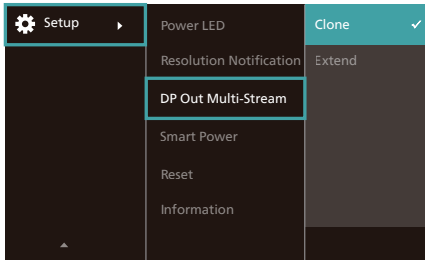 Setup
Power LED
Resolution Notification
DP Out Multi-Stream
Smart Power
Reset
Information
Clone
Extend